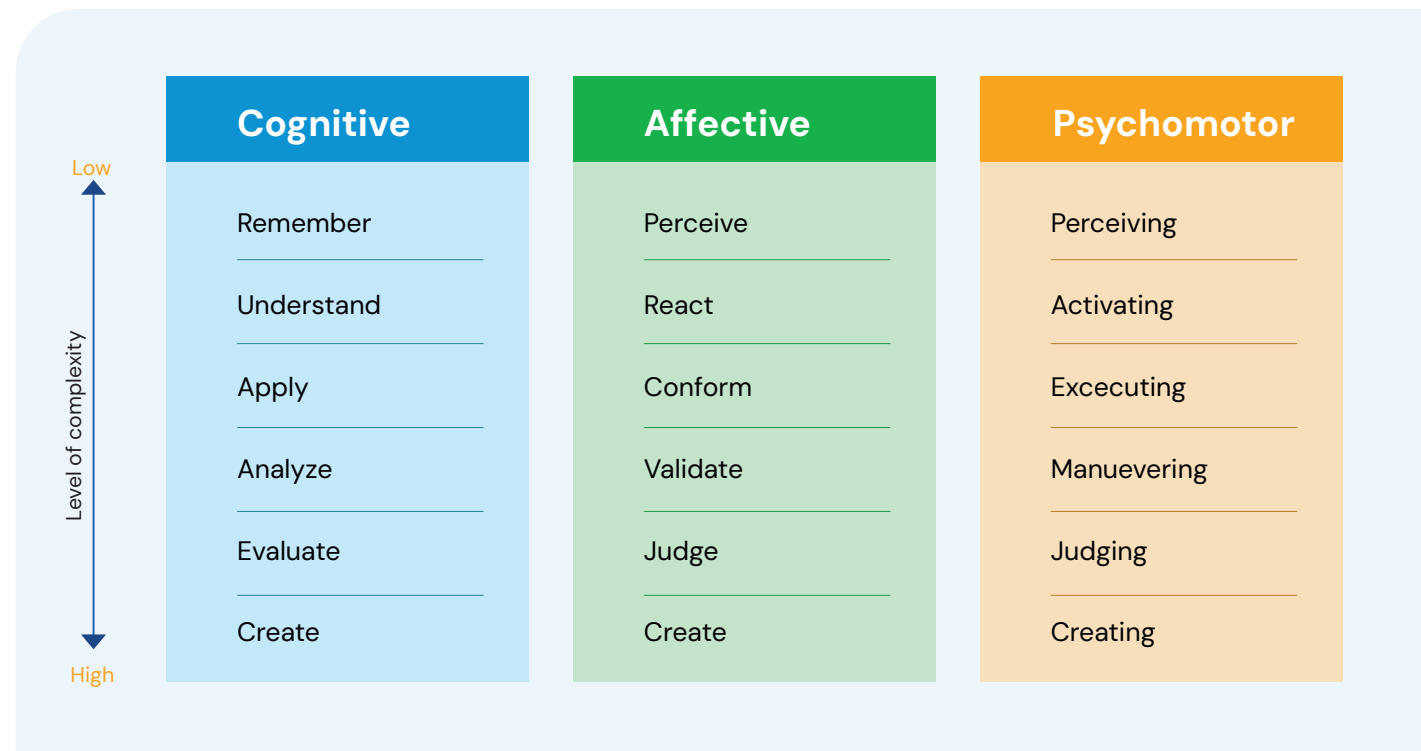 Cognitive Affective Psychomotor
Low
Remember Perceive Perceiving
Understand React Activating
Level of complexity
Apply Conform Excecuting
Analyze Validate Manuevering
Evaluate Judge Judging
Create Create Creating
High